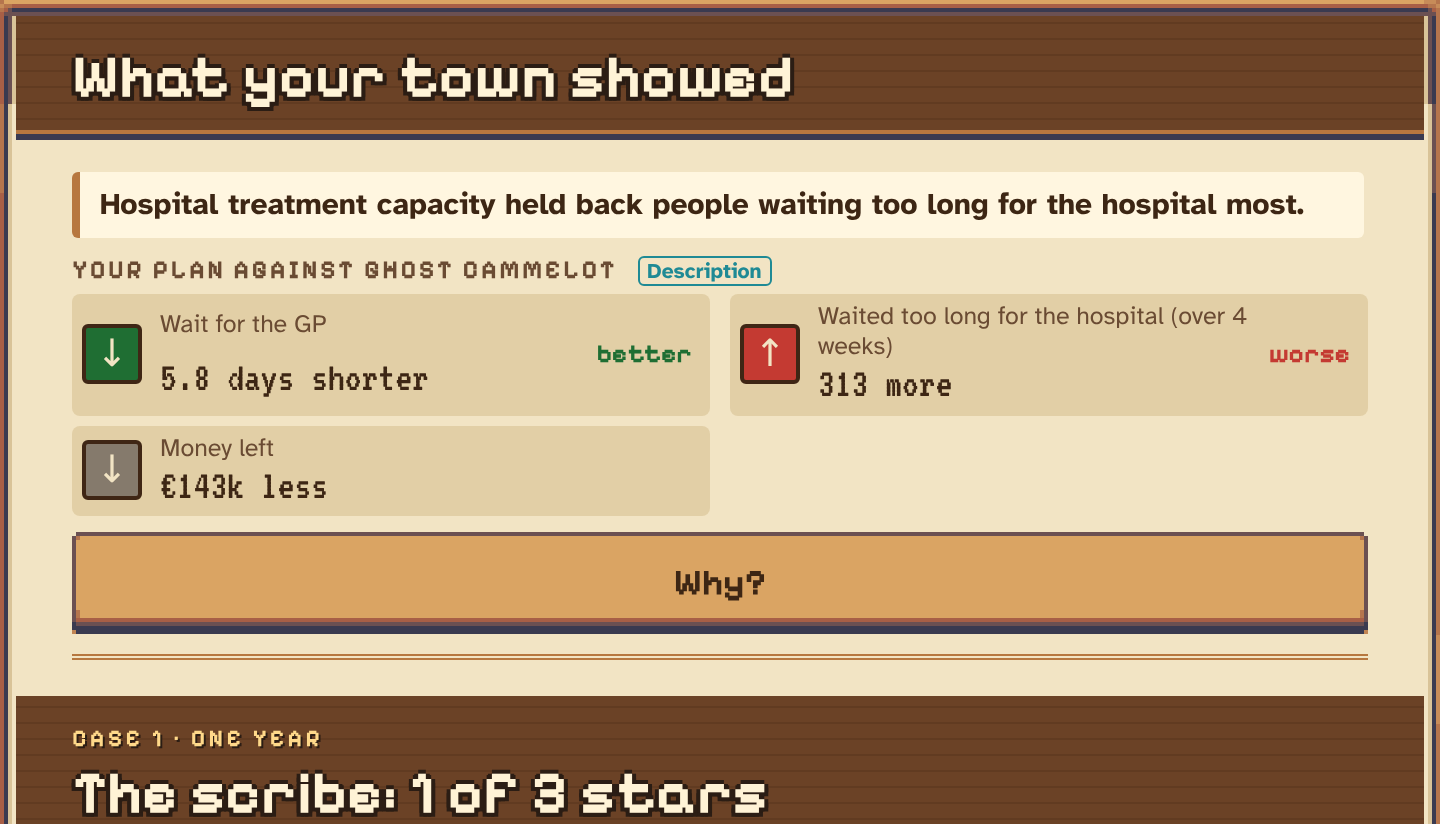 What your town showed
Hospital treatment capacity held back people waiting too long for the hospital most.
YOUR PLAN AGAINST GHOST CAMMELOT Description
Wait for the GP
5.8 days shorter
better
Waited too long for the hospital (over 4
weeks)
313 more
worse
Money left
€143k less
Why?
CASE 1 · ONE YEAR
The scribe: 1 of 3 stars